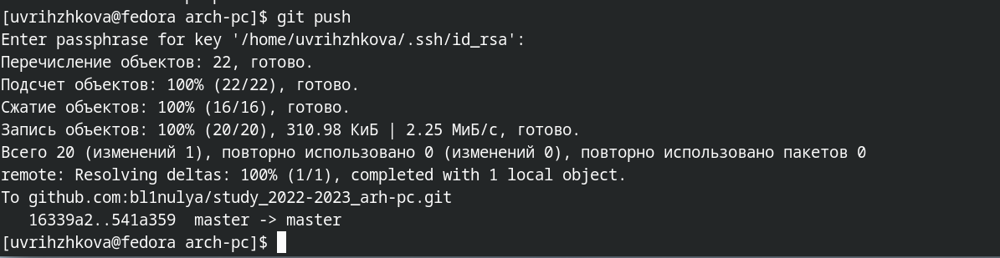 [uvrihzhkova@fedora arch-pc]$ git push
Enter passphrase for key '/home/uvrihzhkova/.ssh/id_rsa':
Перечисление объектов: 22, готово.
Подсчет объектов: 100% (22/22), готово.
Сжатие объектов: 100% (16/16), готово.
Запись объектов: 100% (20/20), 310.98 КиБ | 2.25 МиБ/с, готово.
Всего 20 (изменений 1), повторно использовано 0 (изменений 0), повторно использовано пакетов 0
remote: Resolving deltas: 100% (1/1), completed with 1 local object.
To github.com:bl1nulya/study_2022-2023_arh-pc.git
   16339a2..541a359  master -> master
[uvrihzhkova@fedora arch-pc]$